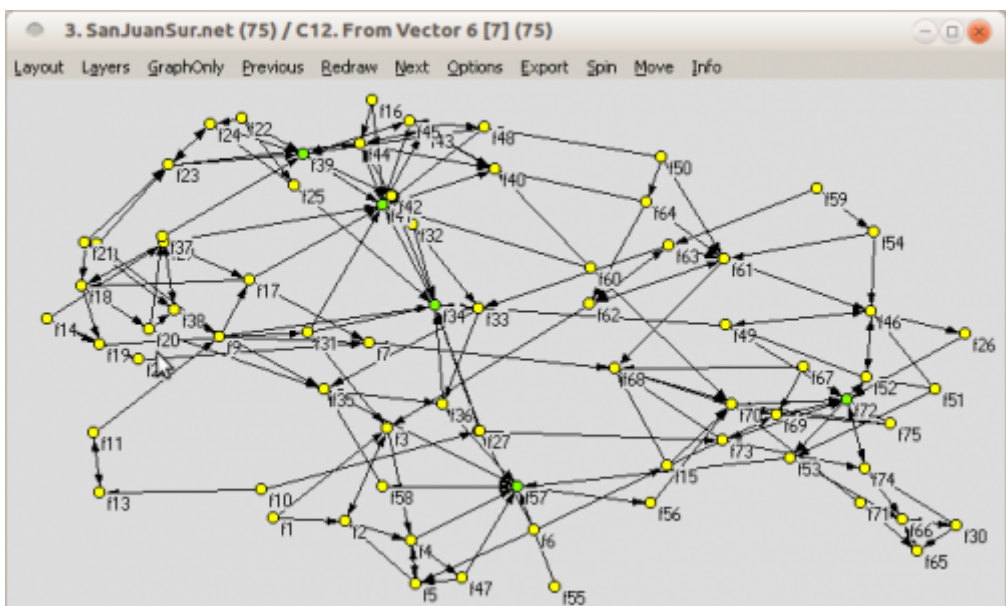 3. SanJuanSur.net (75) / C12. From Vector 6 [7] (75)
Layout Layers GraphOnly Previous Redraw Next Options Export Spin Move Info
f16
f24 f22 f45 f43 f48
f44
f39
f23 f50
f25 f40
f42
f59
f64
f32
f37 f54
f21 f63 f61
f60
f18 f17
f62
f38 f34 f33 f46
f14 f20
f19 f9 f31 f7 f49 f26
f68 f67 f52
f35 f72 f51
f36 f70 f69
f11 f3 f27 f75
f73
f53
f15 f74
f13 f10 f58 f57
f1 f56 f71
f2 f66
f6 f30
f4
f65
f5 f47 f55